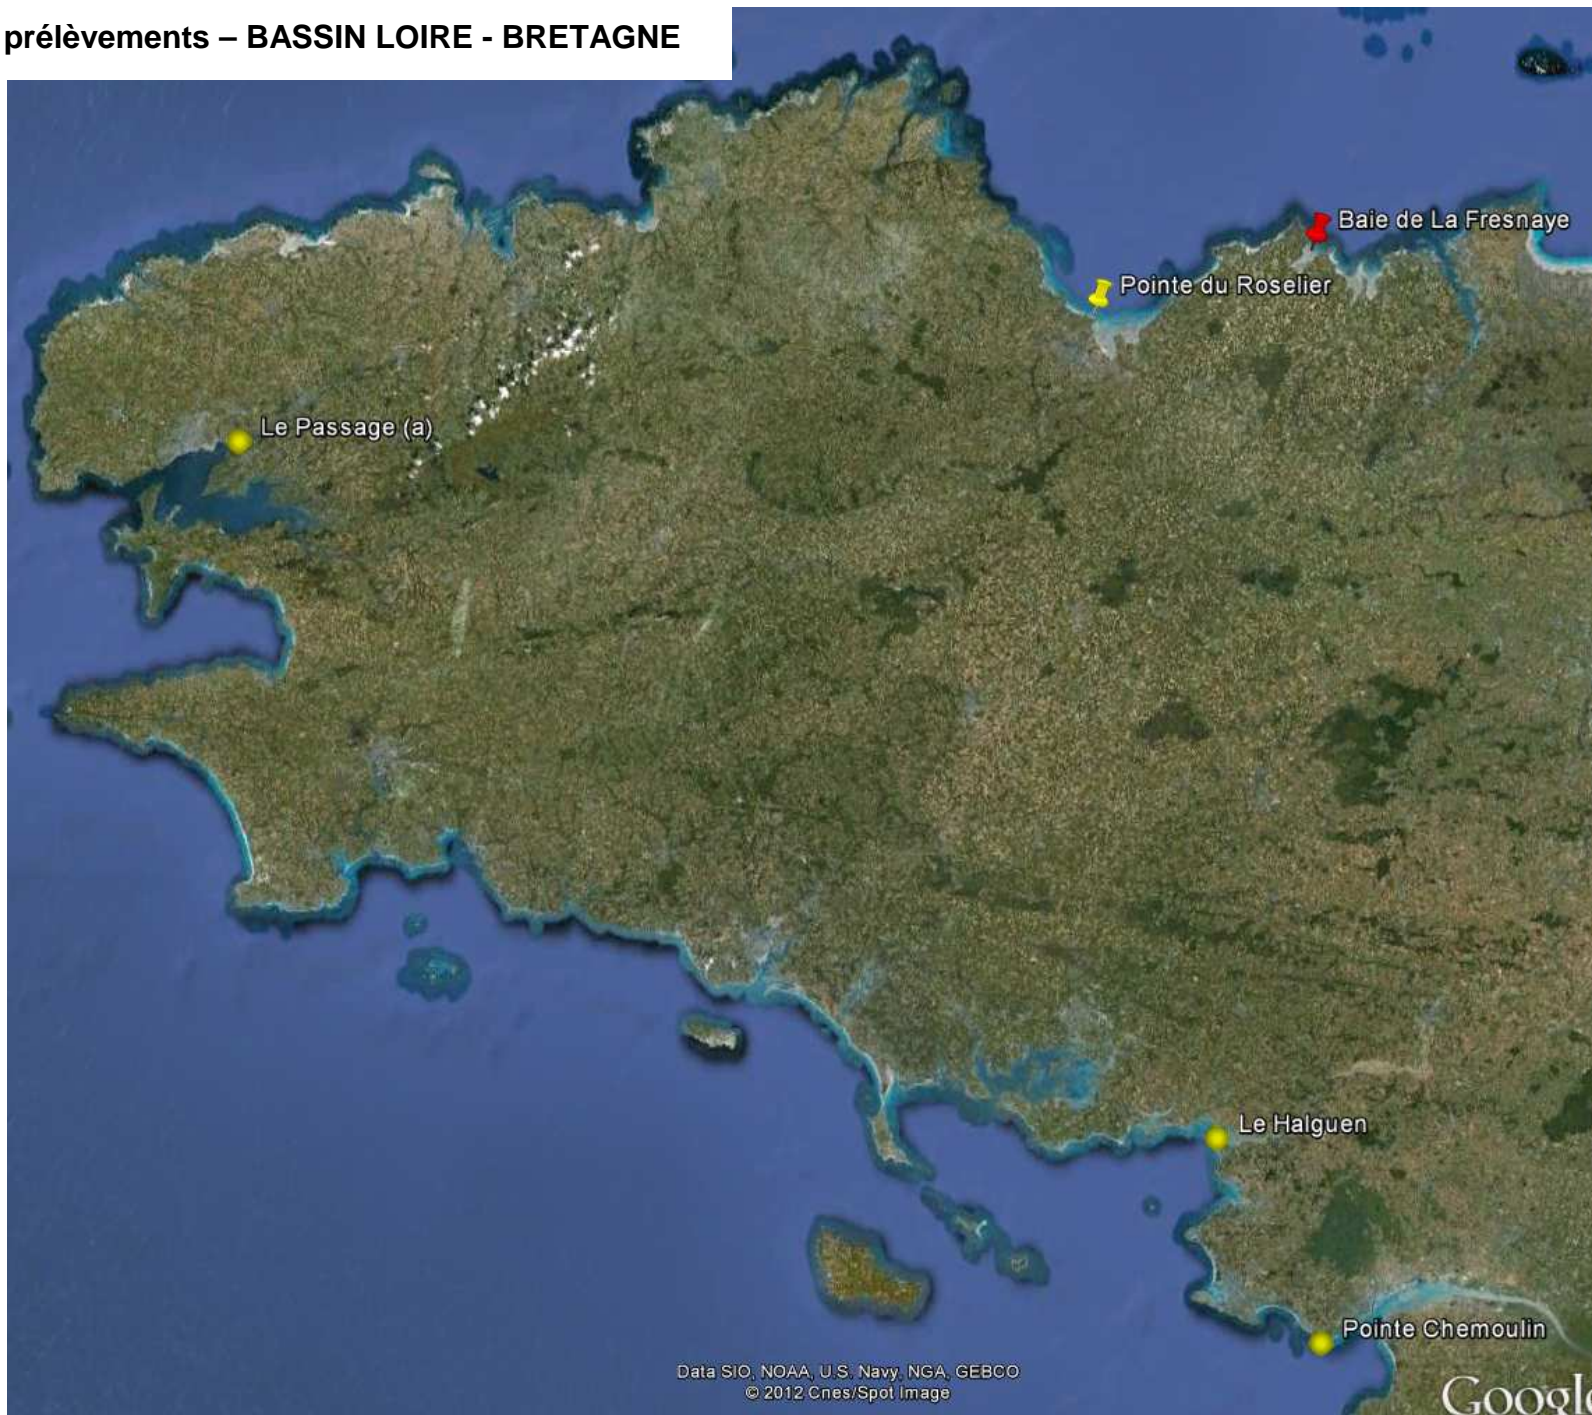 prélèvements – BASSIN LOIRE - BRETAGNE
Baie de La Fresnaye
Pointe du Roselier
Le Passage (a)
Le Halguen
Pointe Chemoulin
Data SIO, NOAA, U.S. Navy, NGA, GEBCO
© 2012 Cnes/Spot Image
Google